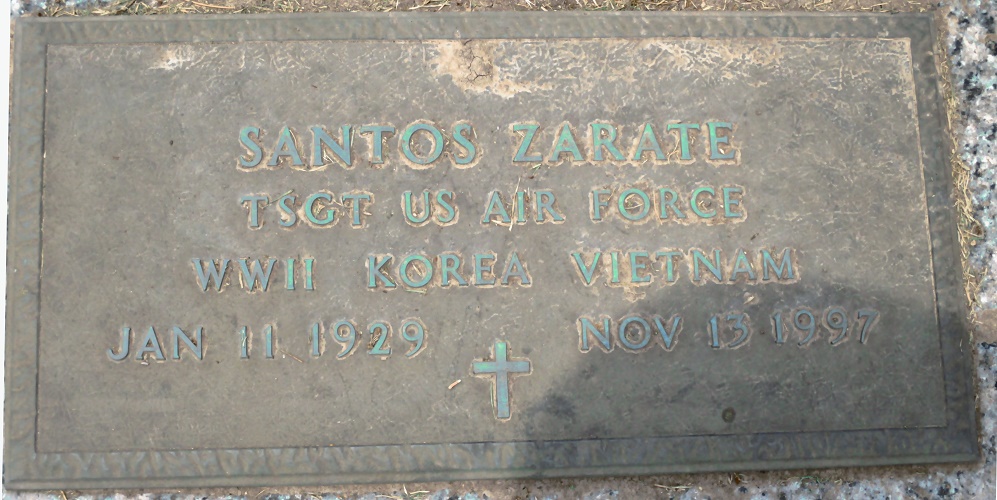 SANTOS ZARATE
TSGT US AIR FORCE
WWII KOREA VIETNAM
JAN 11 1929 NOV 13 1997